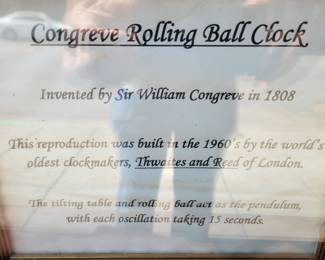 Congreve Rolling Ball Clock
Invented by Sir William Congreve in 1808
This reproduction was built in the 1960's by the world's
oldest clockmakers, Thwaites and Reed of London.
The tilting table and rolling ball act as the pendulum,
with each oscillation taking 15 seconds.